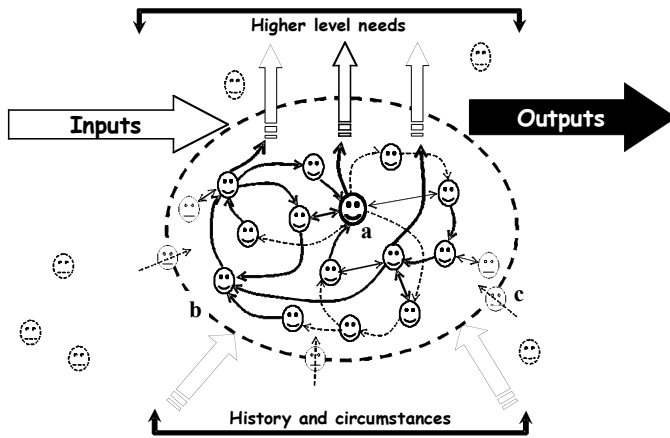 Higher level needs
Inputs
Outputs
a
b
c
History and circumstances